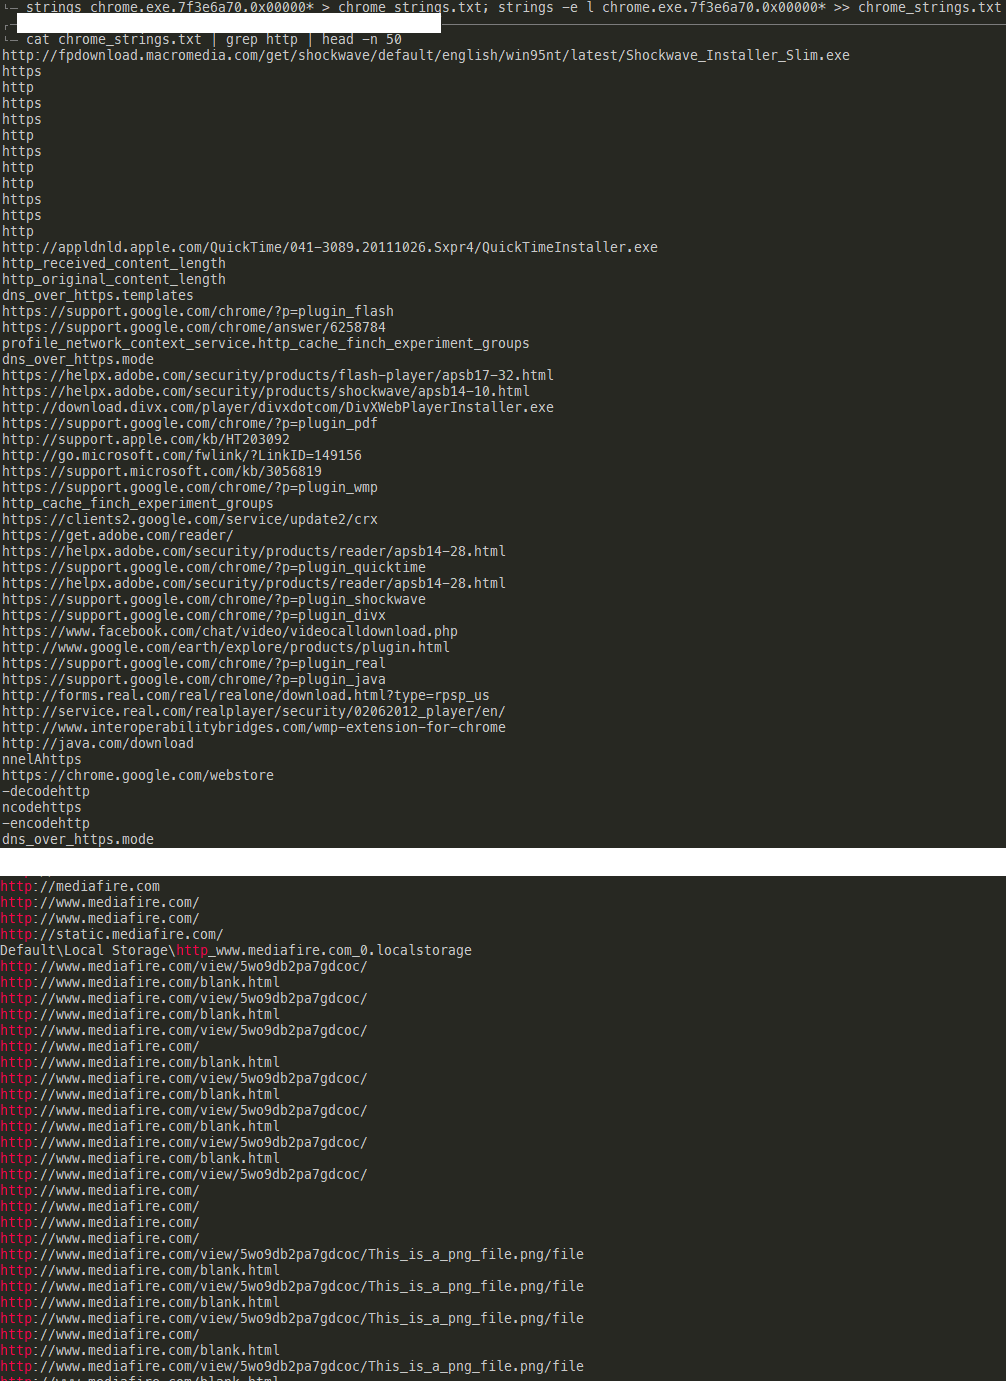 strings chrome.exe.7f3e6a70.0x00000* > chrome_strings.txt; strings -e l chrome.exe.7f3e6a70.0x00000* >> chrome_strings.txt
cat chrome_strings.txt | grep http | head -n 50
http://fpdownload.macromedia.com/get/shockwave/default/english/win95nt/latest/Shockwave_Installer_Slim.exe
https
http
https
https
http
https
http
http
https
https
http
http://appldnld.apple.com/QuickTime/041-3089.20111026.Sxpr4/QuickTimeInstaller.exe
http_received_content_length
http_original_content_length
dns_over_https.templates
https://support.google.com/chrome/?p=plugin_flash
https://support.google.com/chrome/answer/6258784
profile_network_context_service.http_cache_finch_experiment_groups
dns_over_https.mode
https://helpx.adobe.com/security/products/flash-player/apsb17-32.html
https://helpx.adobe.com/security/products/shockwave/apsb14-10.html
http://download.divx.com/player/divxdotcom/DivXWebPlayerInstaller.exe
https://support.google.com/chrome/?p=plugin_pdf
http://support.apple.com/kb/HT203092
http://go.microsoft.com/fwlink/?LinkID=149156
https://support.microsoft.com/kb/3056819
https://support.google.com/chrome/?p=plugin_wmp
http_cache_finch_experiment_groups
https://clients2.google.com/service/update2/crx
https://get.adobe.com/reader/
https://helpx.adobe.com/security/products/reader/apsb14-28.html
https://support.google.com/chrome/?p=plugin_quicktime
https://helpx.adobe.com/security/products/reader/apsb14-28.html
https://support.google.com/chrome/?p=plugin_shockwave
https://support.google.com/chrome/?p=plugin_divx
https://www.facebook.com/chat/video/videocalldownload.php
http://www.google.com/earth/explore/products/plugin.html
https://support.google.com/chrome/?p=plugin_real
https://support.google.com/chrome/?p=plugin_java
http://forms.real.com/real/realone/download.html?type=rpsp_us
http://service.real.com/realplayer/security/02062012_player/en/
http://www.interoperabilitybridges.com/wmp-extension-for-chrome
http://java.com/download
nnelAhttps
https://chrome.google.com/webstore
-decodehttp
ncodehttps
-encodehttp
dns_over_https.mode
http://mediafire.com
http://www.mediafire.com/
http://www.mediafire.com/
http://static.mediafire.com/
Default\Local Storage\http_www.mediafire.com_0.localstorage
http://www.mediafire.com/view/5wo9db2pa7gdcoc/
http://www.mediafire.com/blank.html
http://www.mediafire.com/view/5wo9db2pa7gdcoc/
http://www.mediafire.com/blank.html
http://www.mediafire.com/view/5wo9db2pa7gdcoc/
http://www.mediafire.com/
http://www.mediafire.com/blank.html
http://www.mediafire.com/view/5wo9db2pa7gdcoc/
http://www.mediafire.com/blank.html
http://www.mediafire.com/view/5wo9db2pa7gdcoc/
http://www.mediafire.com/blank.html
http://www.mediafire.com/view/5wo9db2pa7gdcoc/
http://www.mediafire.com/blank.html
http://www.mediafire.com/view/5wo9db2pa7gdcoc/
http://www.mediafire.com/
http://www.mediafire.com/
http://www.mediafire.com/
http://www.mediafire.com/
http://www.mediafire.com/view/5wo9db2pa7gdcoc/This_is_a_png_file.png/file
http://www.mediafire.com/blank.html
http://www.mediafire.com/view/5wo9db2pa7gdcoc/This_is_a_png_file.png/file
http://www.mediafire.com/blank.html
http://www.mediafire.com/view/5wo9db2pa7gdcoc/This_is_a_png_file.png/file
http://www.mediafire.com/
http://www.mediafire.com/blank.html
http://www.mediafire.com/view/5wo9db2pa7gdcoc/This_is_a_png_file.png/file
http://www.mediafire.com/blank.html